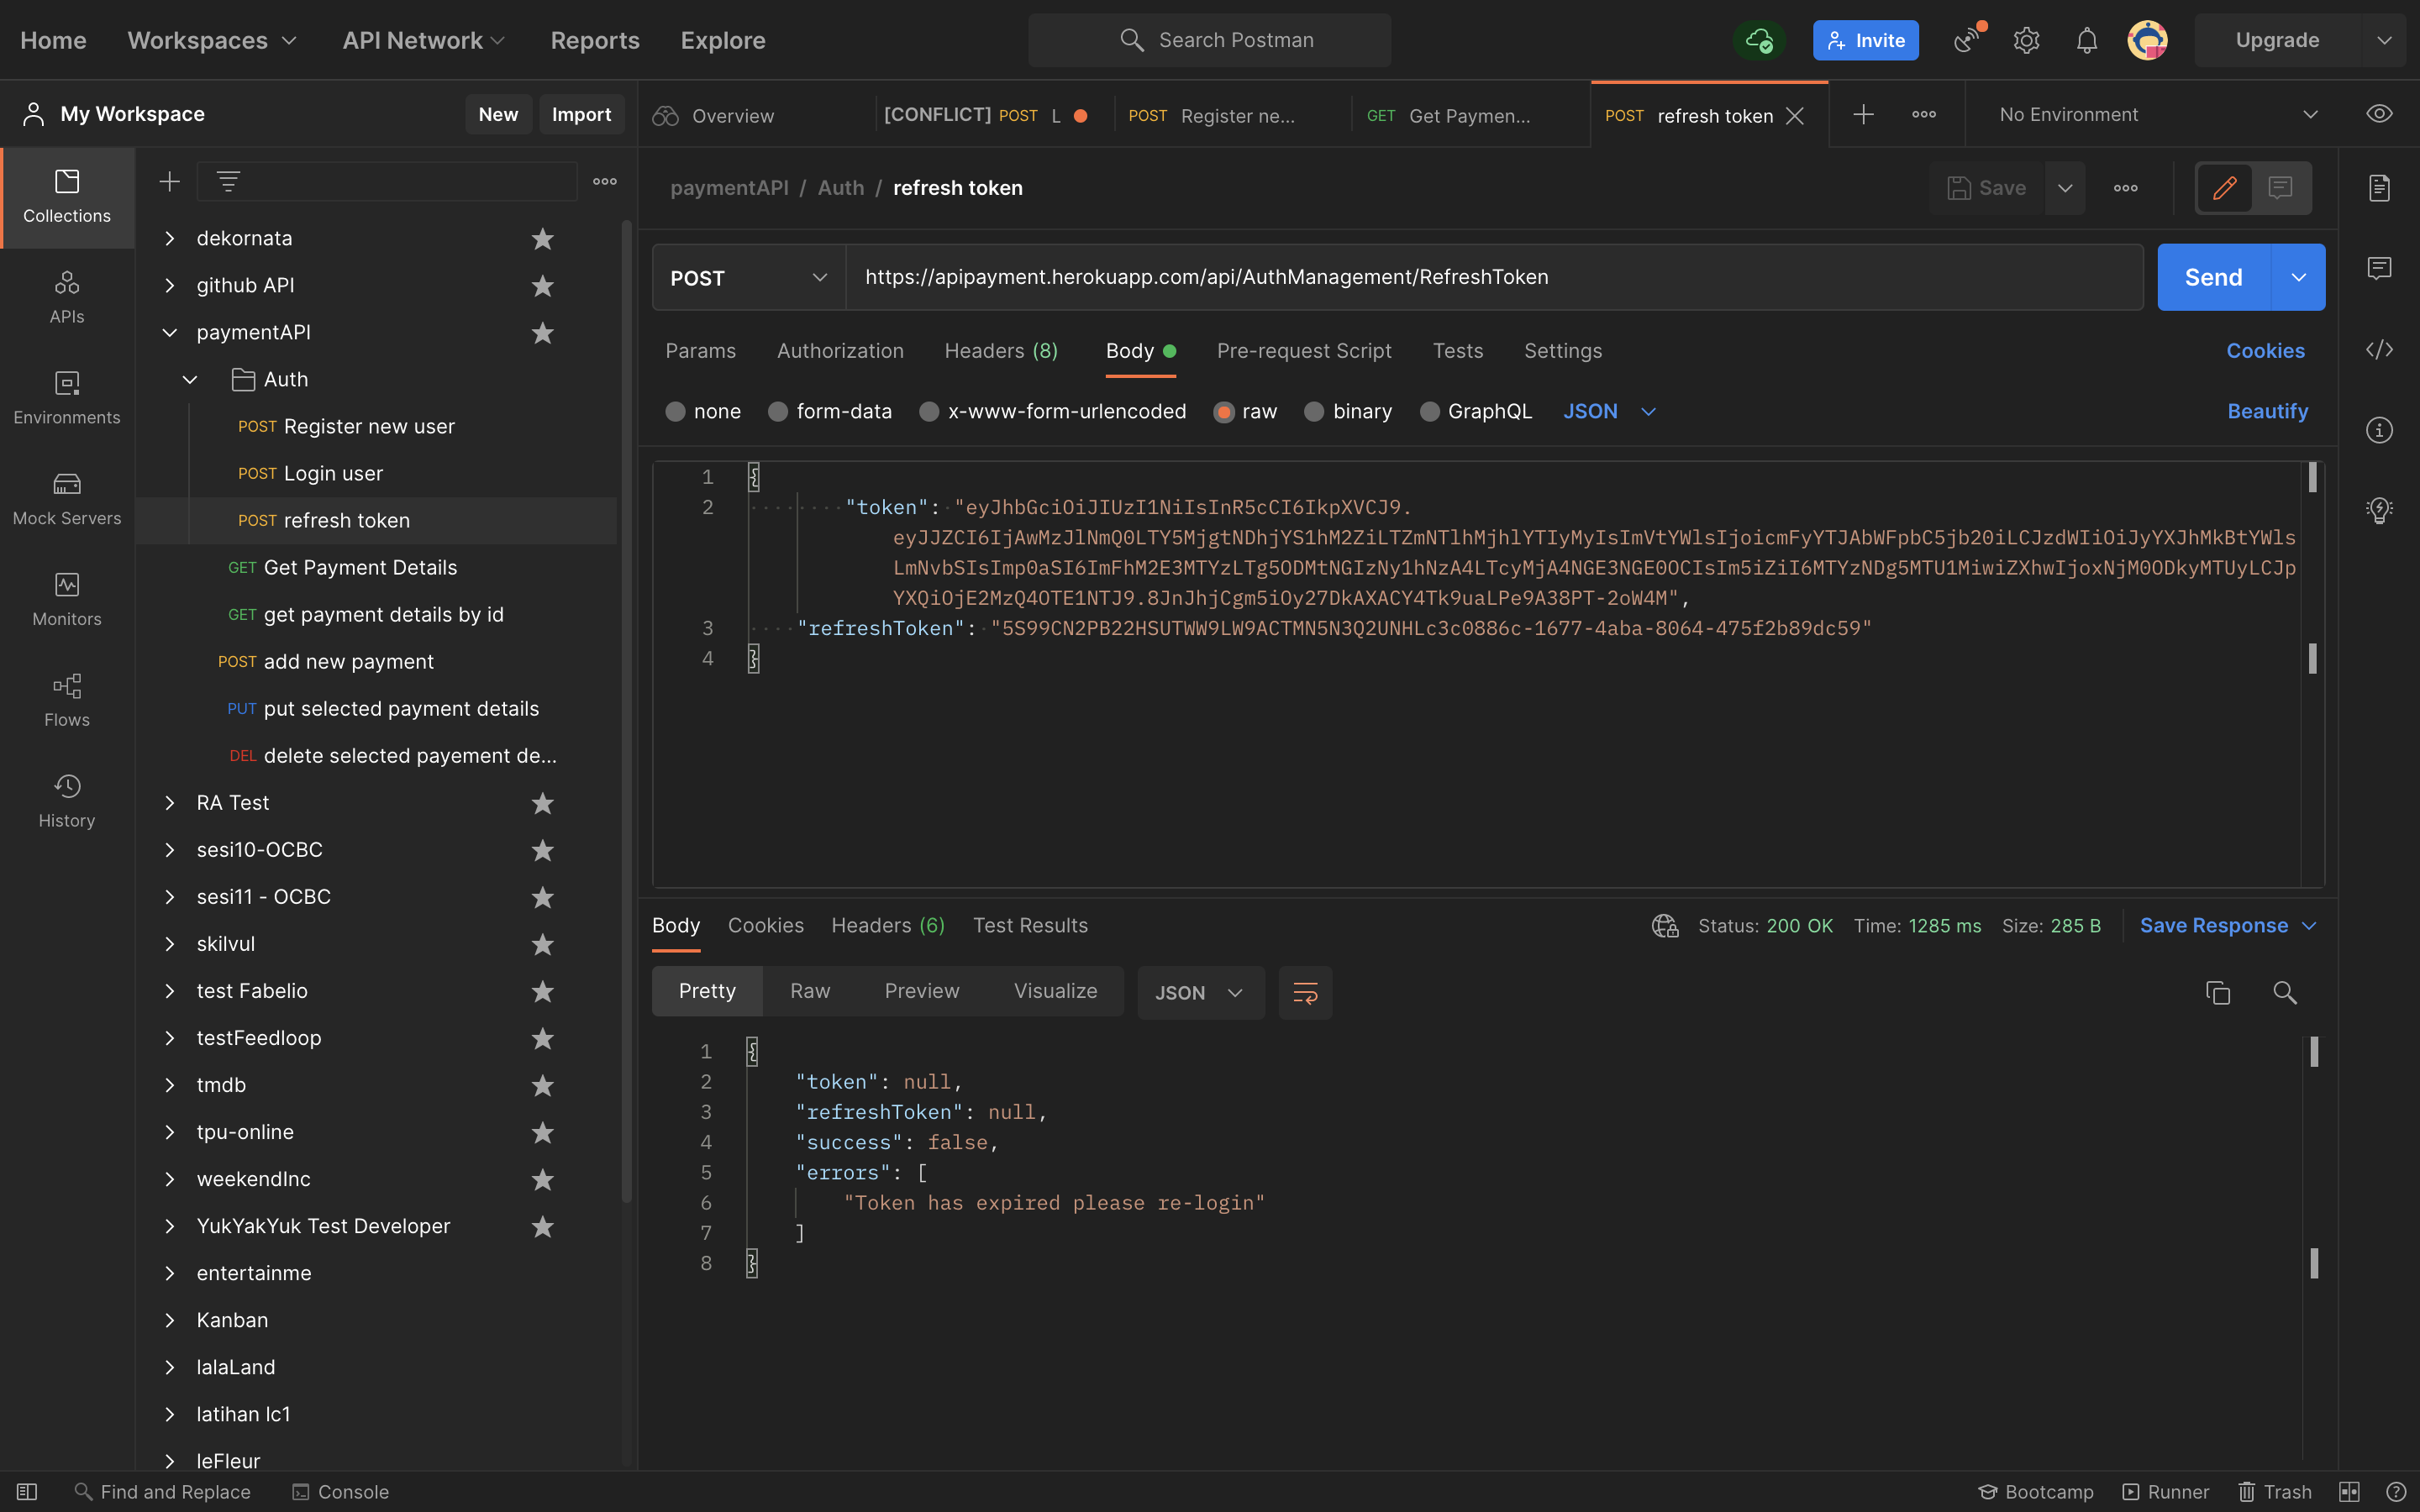 Home Workspaces API Network Reports Explore Search Postman Invite Upgrade
My Workspace New Import Overview [CONFLICT] POST L POST Register ne... GET Get Paymen... POST refresh token No Environment
Collections
APIs
Environments
Mock Servers
Monitors
Flows
History
dekornata
github API
paymentAPI
Auth
POST Register new user
POST Login user
POST refresh token
GET Get Payment Details
GET get payment details by id
POST add new payment
PUT put selected payment details
DEL delete selected payement de...
RA Test
sesi10-OCBC
sesi11 - OCBC
skilvul
test Fabelio
testFeedloop
tmdb
tpu-online
weekendInc
YukYakYuk Test Developer
entertainme
Kanban
lalaLand
latihan lc1
leFleur
paymentAPI / Auth / refresh token Save
POST https://apipayment.herokuapp.com/api/AuthManagement/RefreshToken Send
Params Authorization Headers (8) Body Pre-request Script Tests Settings Cookies
none form-data x-www-form-urlencoded raw binary GraphQL JSON Beautify
1 {
2 "token": "eyJhbGciOiJIUzI1NiIsInR5cCI6IkpXVCJ9.
eyJJZCI6IjAwMzJlNmQ0LTY5MjgtNDhjYS1hM2ZiLTZmNTlhMjhlYTIyMyIsImVtYWlsIjoicmFyYTJAbWFpbC5jb20iLCJzdWIiOiJyYXJhMkBtYWls
LmNvbSIsImp0aSI6ImFhM2E3MTYzLTg5ODMtNGIzNy1hNzA4LTcyMjA4NGE3NGE0OCIsIm5iZiI6MTYzNDg5MTU1MiwiZXhwIjoxNjM0ODkyMTUyLCJp
YXQiOjE2MzQ4OTE1NTJ9.8JnJhjCgm5iOy27DkAXACY4Tk9uaLPe9A38PT-2oW4M",
3 "refreshToken": "5S99CN2PB22HSUTWW9LW9ACTMN5N3Q2UNHLc3c0886c-1677-4aba-8064-475f2b89dc59"
4 }
Body Cookies Headers (6) Test Results Status: 200 OK Time: 1285 ms Size: 285 B Save Response
Pretty Raw Preview Visualize JSON
1 {
2 "token": null,
3 "refreshToken": null,
4 "success": false,
5 "errors": [
6 "Token has expired please re-login"
7 ]
8 }
Find and Replace Console Bootcamp Runner Trash